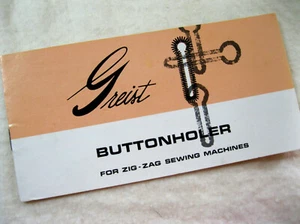 Greist
BUTTONHOLER
FOR ZIG-ZAG SEWING MACHINES